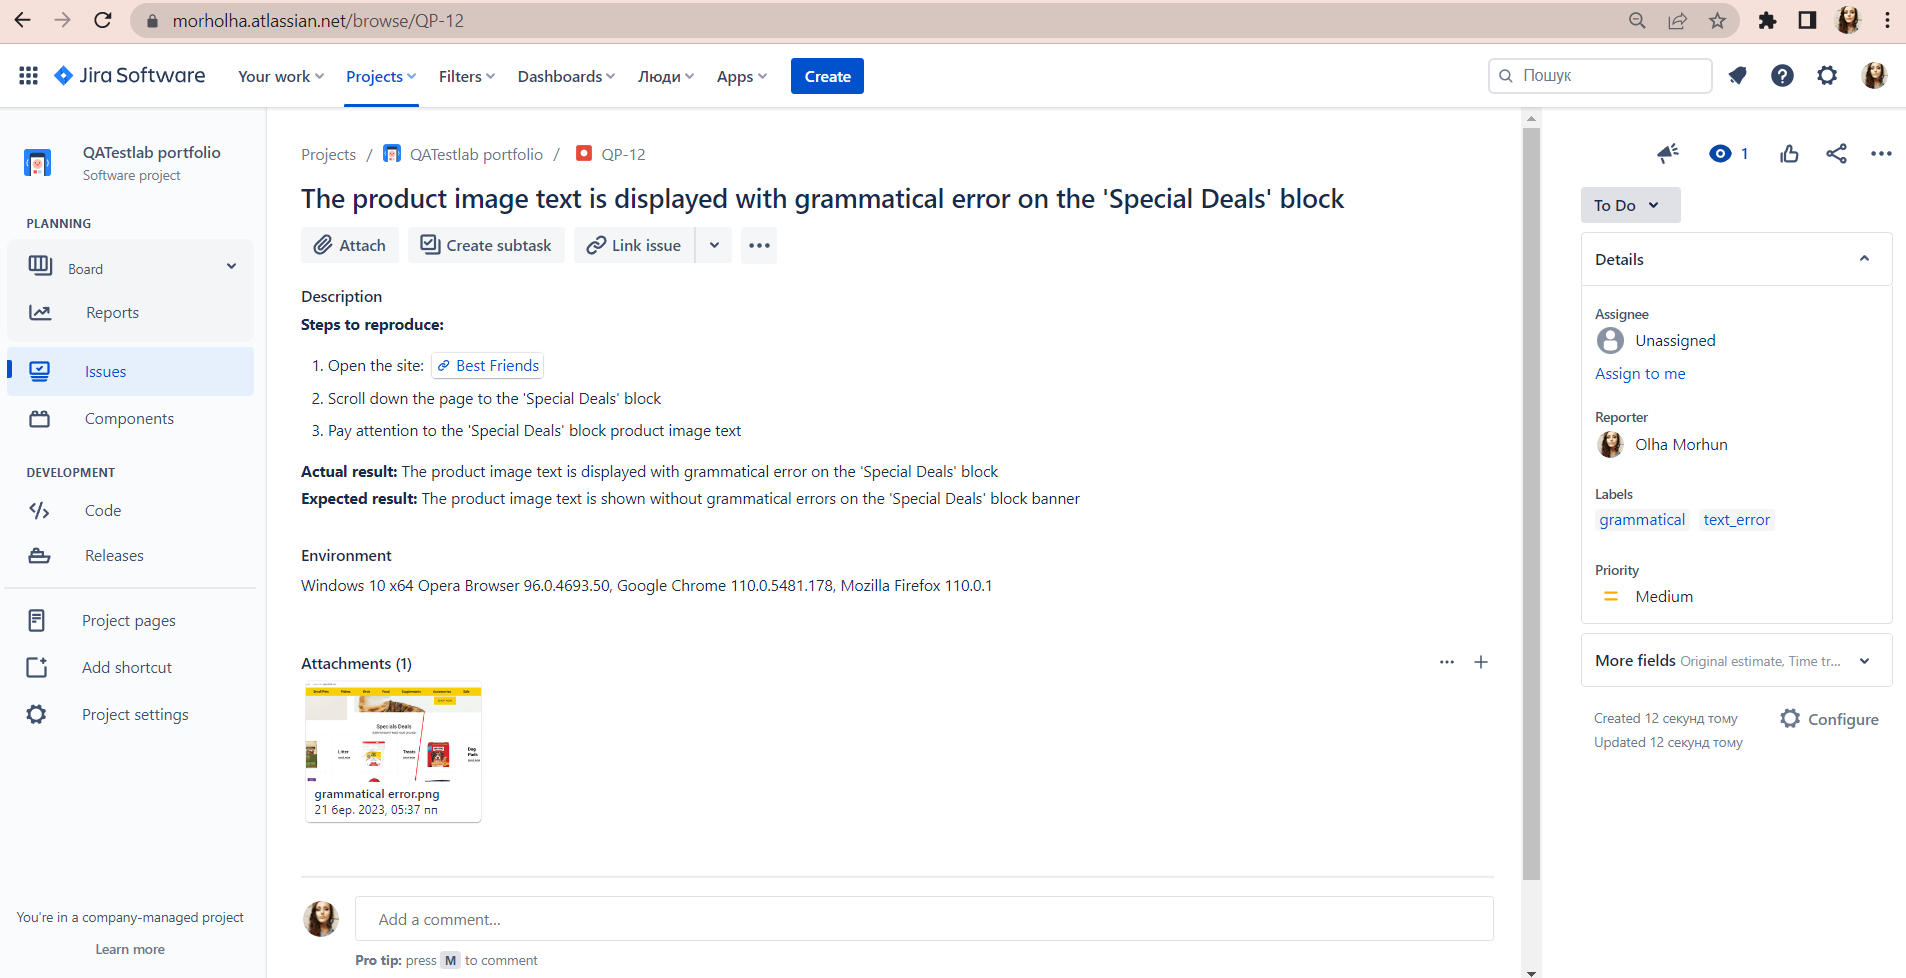 morholha.atlassian.net/browse/QP-12
Jira Software
Your work
Projects
Filters
Dashboards
Люди
Apps
Create
Пошук
QATestlab portfolio
Software project
PLANNING
Board
Reports
Issues
Components
DEVELOPMENT
Code
Releases
Project pages
Add shortcut
Project settings
You're in a company-managed project
Learn more
Projects / QATestlab portfolio / QP-12
The product image text is displayed with grammatical error on the 'Special Deals' block
Attach
Create subtask
Link issue
Description
Steps to reproduce:
1. Open the site: Best Friends
2. Scroll down the page to the 'Special Deals' block
3. Pay attention to the 'Special Deals' block product image text
Actual result: The product image text is displayed with grammatical error on the 'Special Deals' block
Expected result: The product image text is shown without grammatical errors on the 'Special Deals' block banner
Environment
Windows 10 x64 Opera Browser 96.0.4693.50, Google Chrome 110.0.5481.178, Mozilla Firefox 110.0.1
Attachments (1)
Specials Deals
Litter
Treats
Dog
Pads
grammatical error.png
21 бер. 2023, 05:37 пп
Add a comment...
Pro tip: press M to comment
1
To Do
Details
Assignee
Unassigned
Assign to me
Reporter
Olha Morhun
Labels
grammatical text_error
Priority
Medium
More fields Original estimate, Time tr...
Created 12 секунд тому
Updated 12 секунд тому
Configure